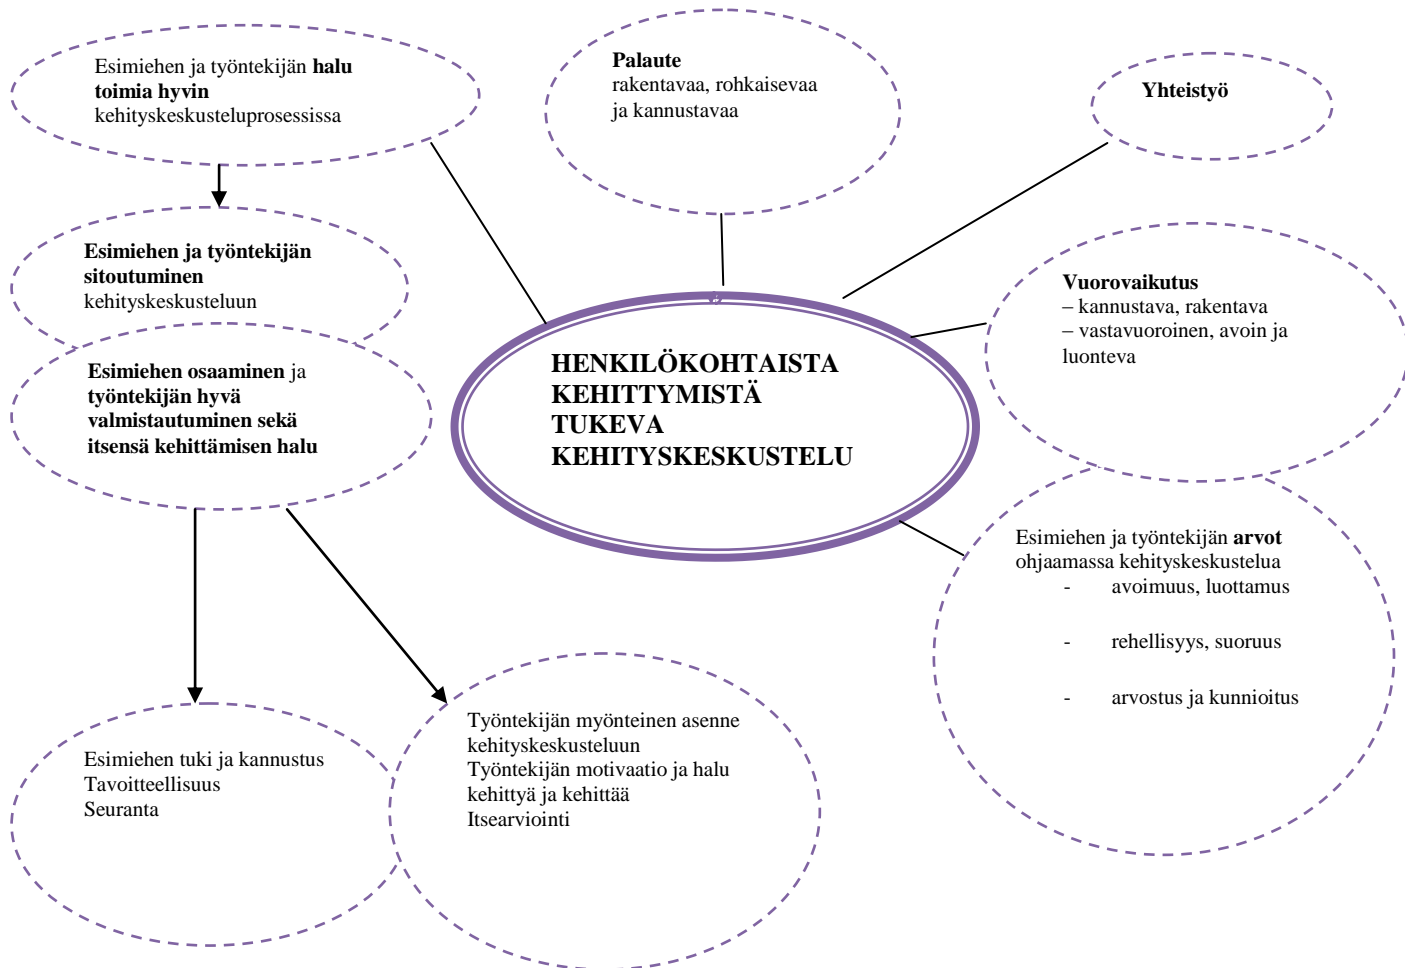 Esimiehen ja työntekijän halu
toimia hyvin
kehityskeskusteluprosessissa
Palaute
rakentavaa, rohkaisevaa
ja kannustavaa
Yhteistyö
Esimiehen ja työntekijän
sitoutuminen
kehityskeskusteluun
Vuorovaikutus
– kannustava, rakentava
– vastavuoroinen, avoin ja
luonteva
Esimiehen osaaminen ja
työntekijän hyvä
valmistautuminen sekä
itsensä kehittämisen halu
HENKILÖKOHTAISTA
KEHITTYMISTÄ
TUKEVA
KEHITYSKESKUSTELU
Esimiehen ja työntekijän arvot
ohjaamassa kehityskeskustelua
- avoimuus, luottamus
- rehellisyys, suoruus
- arvostus ja kunnioitus
Esimiehen tuki ja kannustus
Tavoitteellisuus
Seuranta
Työntekijän myönteinen asenne
kehityskeskusteluun
Työntekijän motivaatio ja halu
kehittyä ja kehittää
Itsearviointi